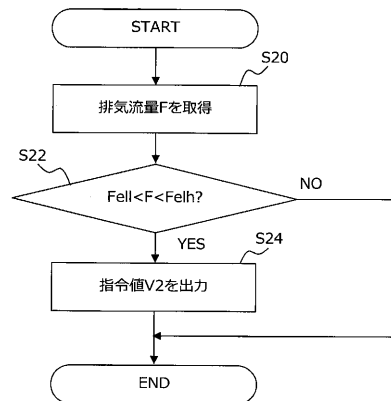 START
S20
排気流量Fを取得
S22
Fell<F<Felh?
NO
YES
S24
指令値V2を出力
END